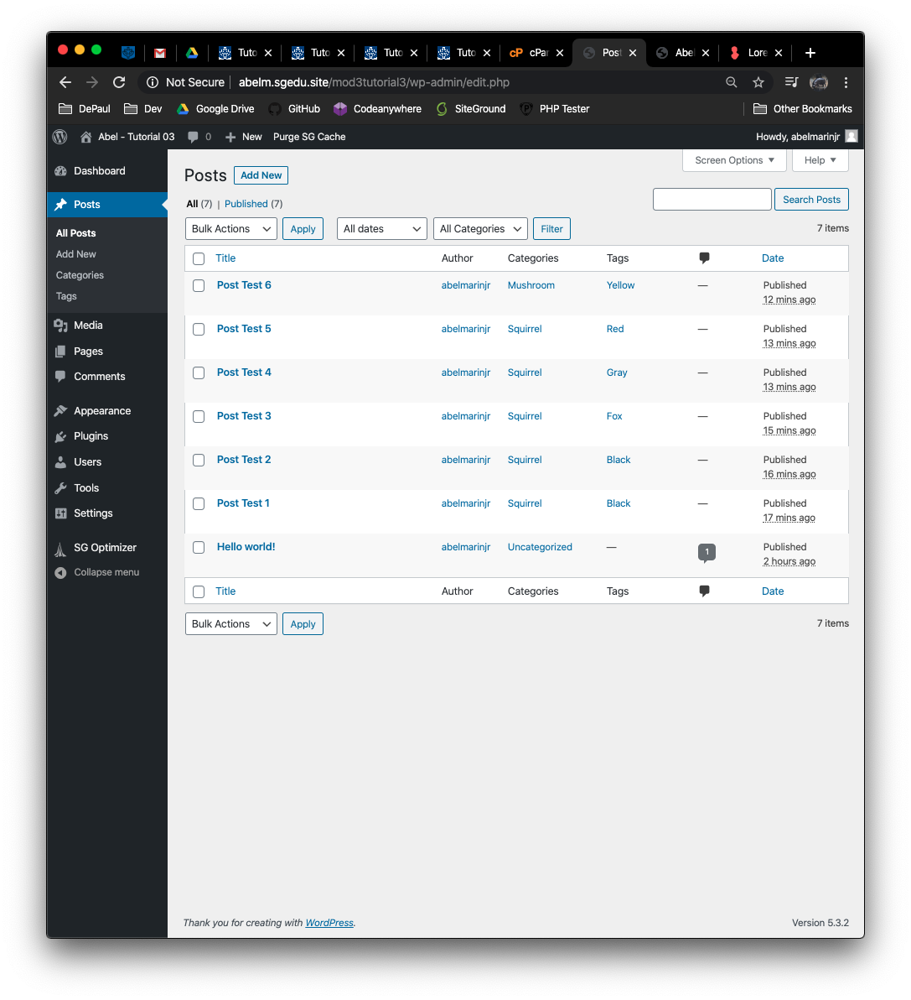 Tuto Tuto Tuto Tuto cP cPar Post Abel Lore
Not Secure abelm.sgedu.site/mod3tutorial3/wp-admin/edit.php
DePaul Dev Google Drive GitHub Codeanywhere SiteGround PHP Tester Other Bookmarks
Abel - Tutorial 03 0 New Purge SG Cache Howdy, abelmarinjr
Screen Options Help
Dashboard
Posts
All Posts
Add New
Categories
Tags
Media
Pages
Comments
Appearance
Plugins
Users
Tools
Settings
SG Optimizer
Collapse menu
Posts Add New
All (7) | Published (7)
Search Posts
Bulk Actions Apply All dates All Categories Filter 7 items
Title Author Categories Tags Date
Post Test 6 abelmarinjr Mushroom Yellow — Published
12 mins ago
Post Test 5 abelmarinjr Squirrel Red — Published
13 mins ago
Post Test 4 abelmarinjr Squirrel Gray — Published
13 mins ago
Post Test 3 abelmarinjr Squirrel Fox — Published
15 mins ago
Post Test 2 abelmarinjr Squirrel Black — Published
16 mins ago
Post Test 1 abelmarinjr Squirrel Black — Published
17 mins ago
Hello world! abelmarinjr Uncategorized — 1 Published
2 hours ago
Title Author Categories Tags Date
Bulk Actions Apply 7 items
Thank you for creating with WordPress. Version 5.3.2